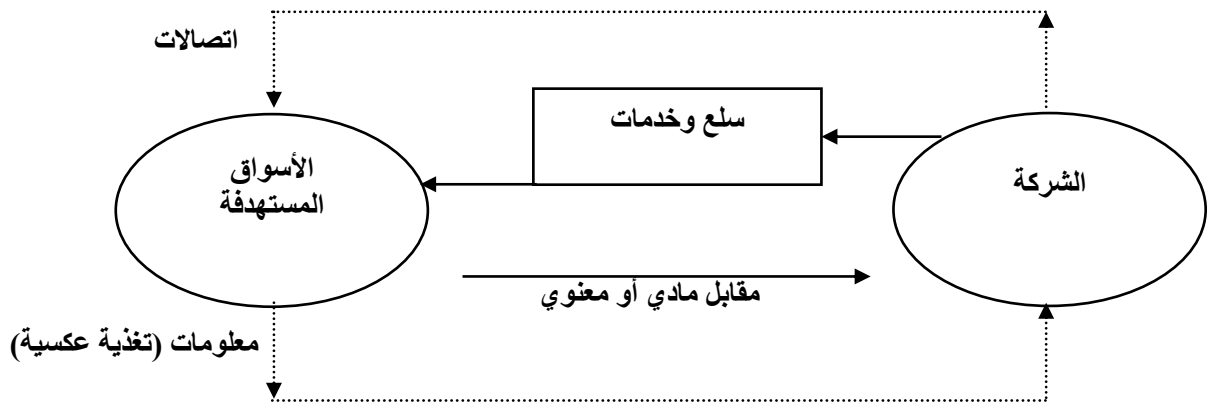 اتصالات
سلع وخدمات
الشركة
الأسواق
المستهدفة
مقابل مادي أو معنوي
معلومات (تغذية عكسية)